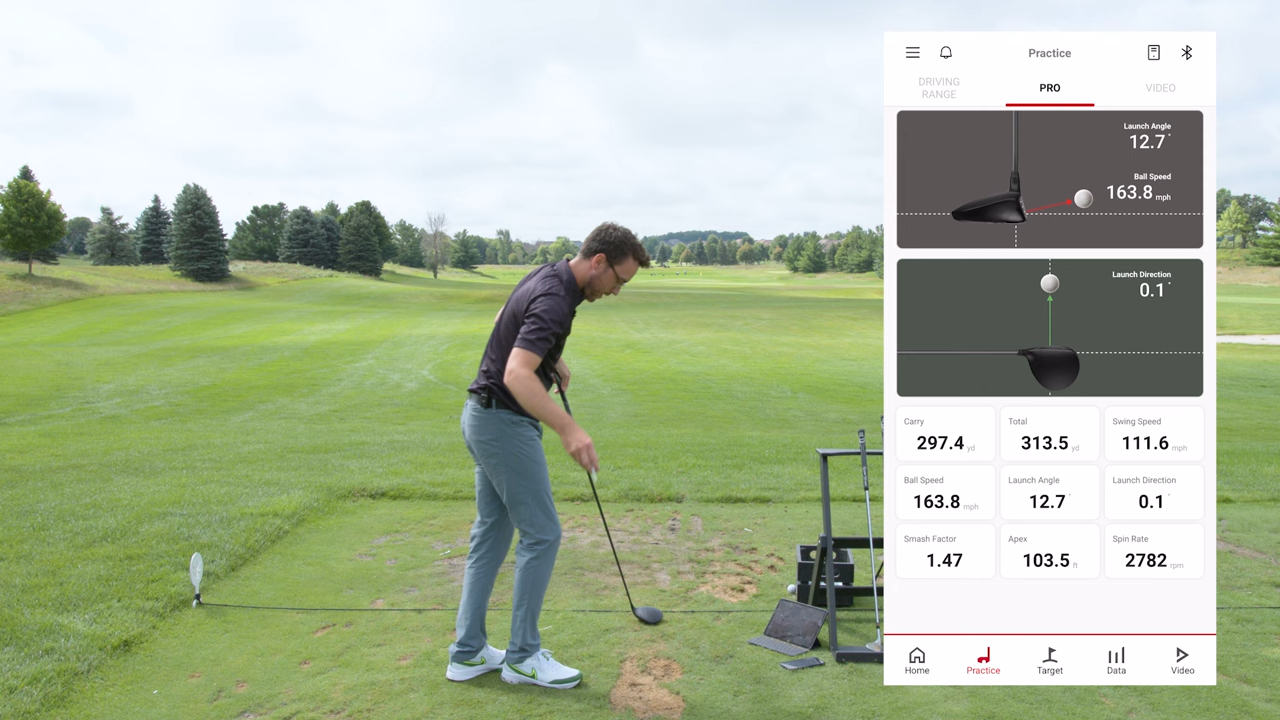 Practice
DRIVING
RANGE
PRO
VIDEO
Launch Angle
12.7°
Ball Speed
163.8 mph
Launch Direction
0.1°
Carry
297.4 yd
Total
313.5 yd
Swing Speed
111.6 mph
Ball Speed
163.8 mph
Launch Angle
12.7°
Launch Direction
0.1°
Smash Factor
1.47
Apex
103.5 ft
Spin Rate
2782 rpm
Home
Practice
Target
Data
Video